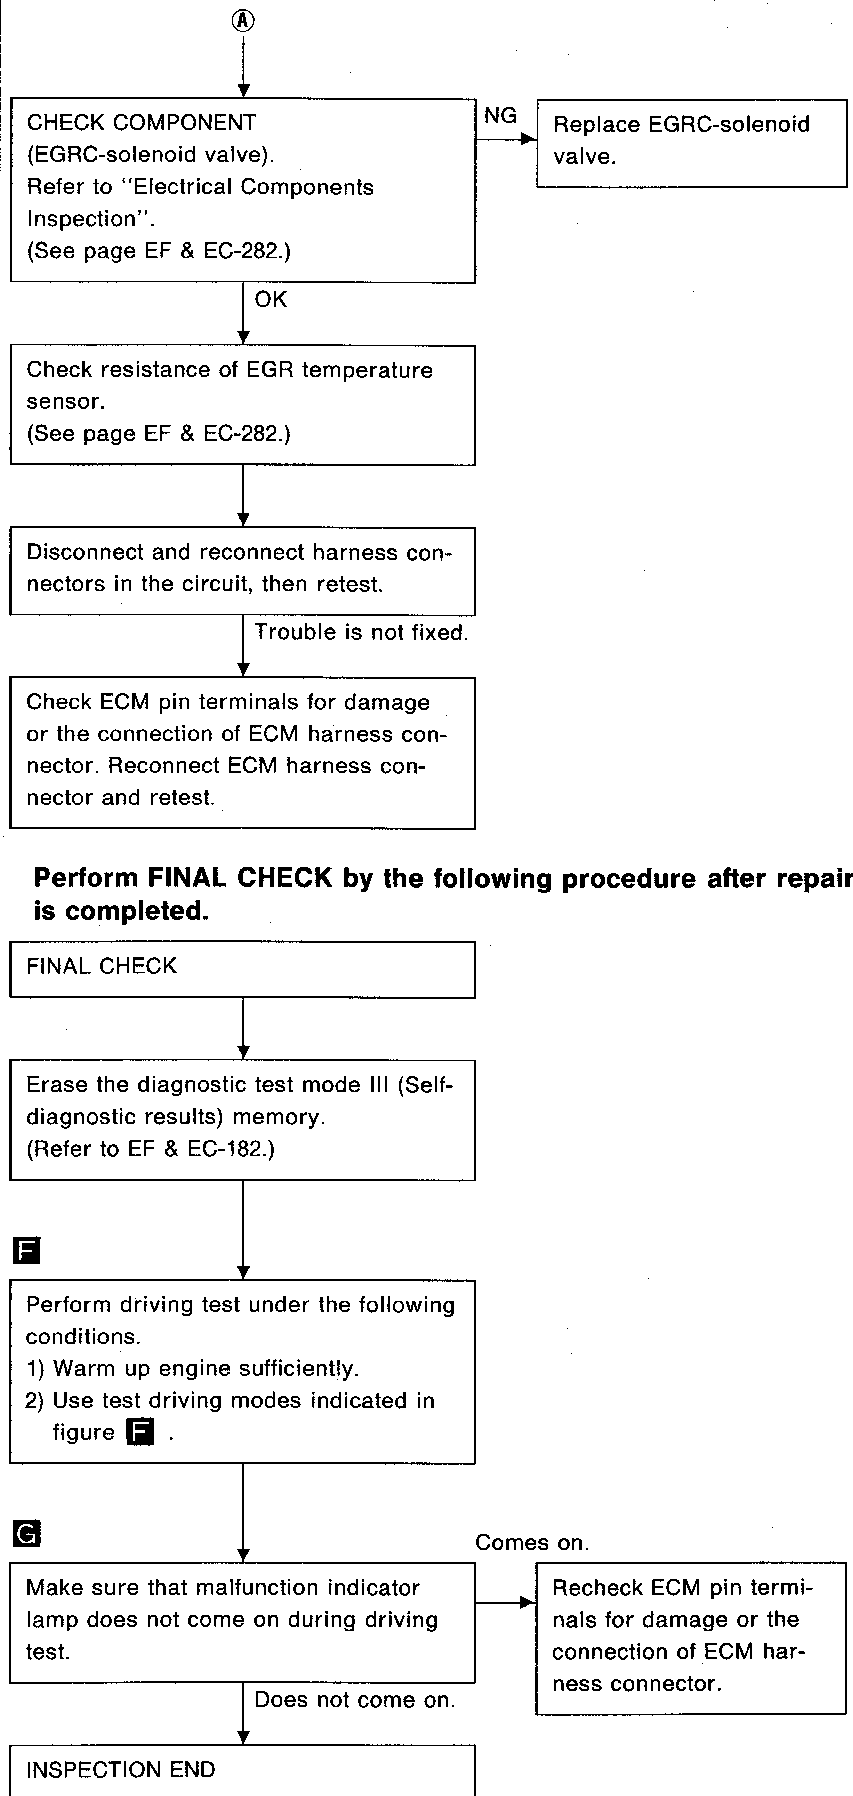 A
CHECK COMPONENT
(EGRC-solenoid valve).
Refer to "Electrical Components
Inspection".
(See page EF & EC-282.)
NG
Replace EGRC-solenoid
valve.
OK
Check resistance of EGR temperature
sensor.
(See page EF & EC-282.)
Disconnect and reconnect harness con-
nectors in the circuit, then retest.
Trouble is not fixed.
Check ECM pin terminals for damage
or the connection of ECM harness con-
nector. Reconnect ECM harness con-
nector and retest.
Perform FINAL CHECK by the following procedure after repair
is completed.
FINAL CHECK
Erase the diagnostic test mode III (Self-
diagnostic results) memory.
(Refer to EF & EC-182.)
F
Perform driving test under the following
conditions.
1) Warm up engine sufficiently.
2) Use test driving modes indicated in
figure F .
G
Make sure that malfunction indicator
lamp does not come on during driving
test.
Comes on.
Recheck ECM pin termi-
nals for damage or the
connection of ECM har-
ness connector.
Does not come on.
INSPECTION END